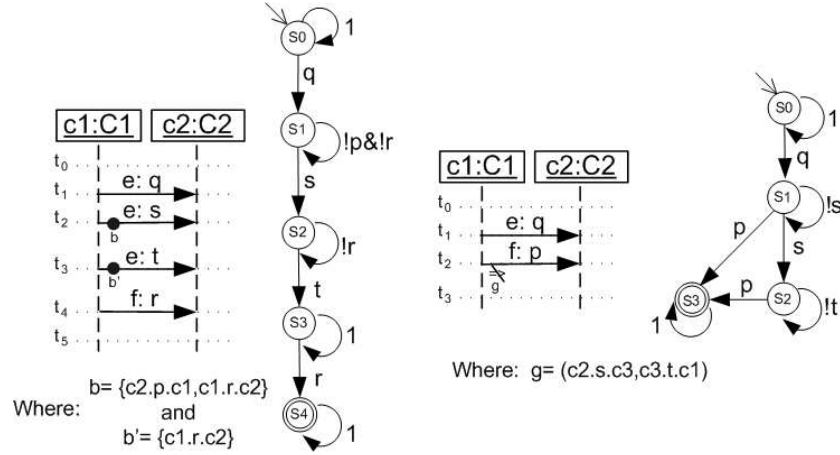 S0
1
q
c1:C1
c2:C2
S1
!p&!r
t0
t1
e: q
s
t2
e: s
b
S2
!r
t3
e: t
b'
t
t4
f: r
S3
1
t5
r
Where:
b= {c2.p.c1,c1.r.c2}
and
b'= {c1.r.c2}
S4
1
S0
1
q
c1:C1
c2:C2
t0
t1
e: q
t2
f: p
=>
g
t3
S1
!s
p
s
S3
p
S2
!t
1
Where: g= (c2.s.c3,c3.t.c1)